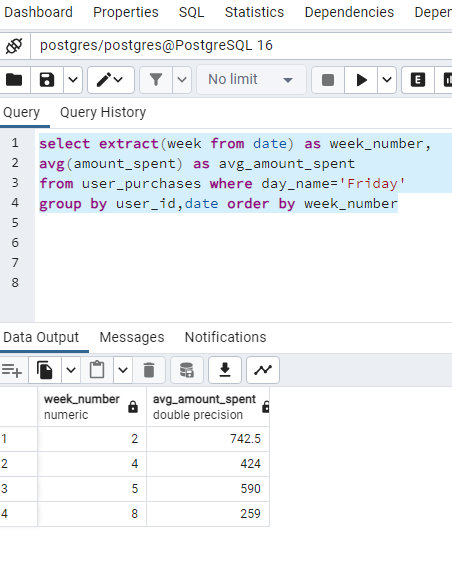 Dashboard Properties SQL Statistics Dependencies Deper
postgres/postgres@PostgreSQL 16
No limit E
Query Query History
1 select extract(week from date) as week_number,
2 avg(amount_spent) as avg_amount_spent
3 from user_purchases where day_name='Friday'
4 group by user_id,date order by week_number
5
6
7
8
Data Output Messages Notifications
week_number avg_amount_spent
numeric double precision
1 2 742.5
2 4 424
3 5 590
4 8 259